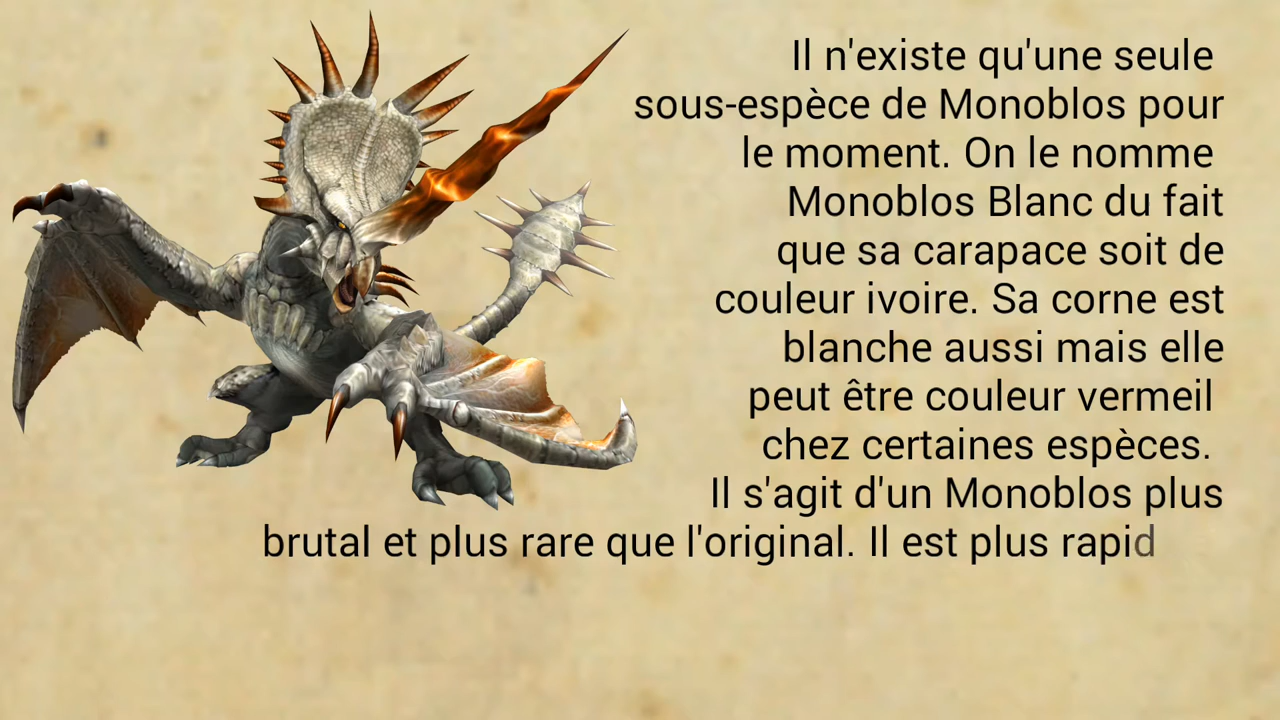 Il n'existe qu'une seule
sous-espèce de Monoblos pour
le moment. On le nomme
Monoblos Blanc du fait
que sa carapace soit de
couleur ivoire. Sa corne est
blanche aussi mais elle
peut être couleur vermeil
chez certaines espèces.
Il s'agit d'un Monoblos plus
brutal et plus rare que l'original. Il est plus rapid